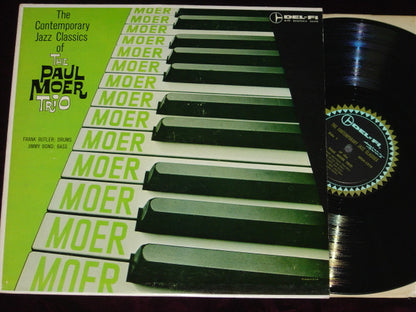 The
Contemporary
Jazz Classics
of
THE
PAUL
MOER
TRIO
FRANK BUTLER: DRUMS
JIMMY BOND: BASS
DEL-FI
MOER
MOER
MOER
MOER
MOER
MOER
MOER
MOER
MOER
MOER
MOER
MOER
DEL-FI